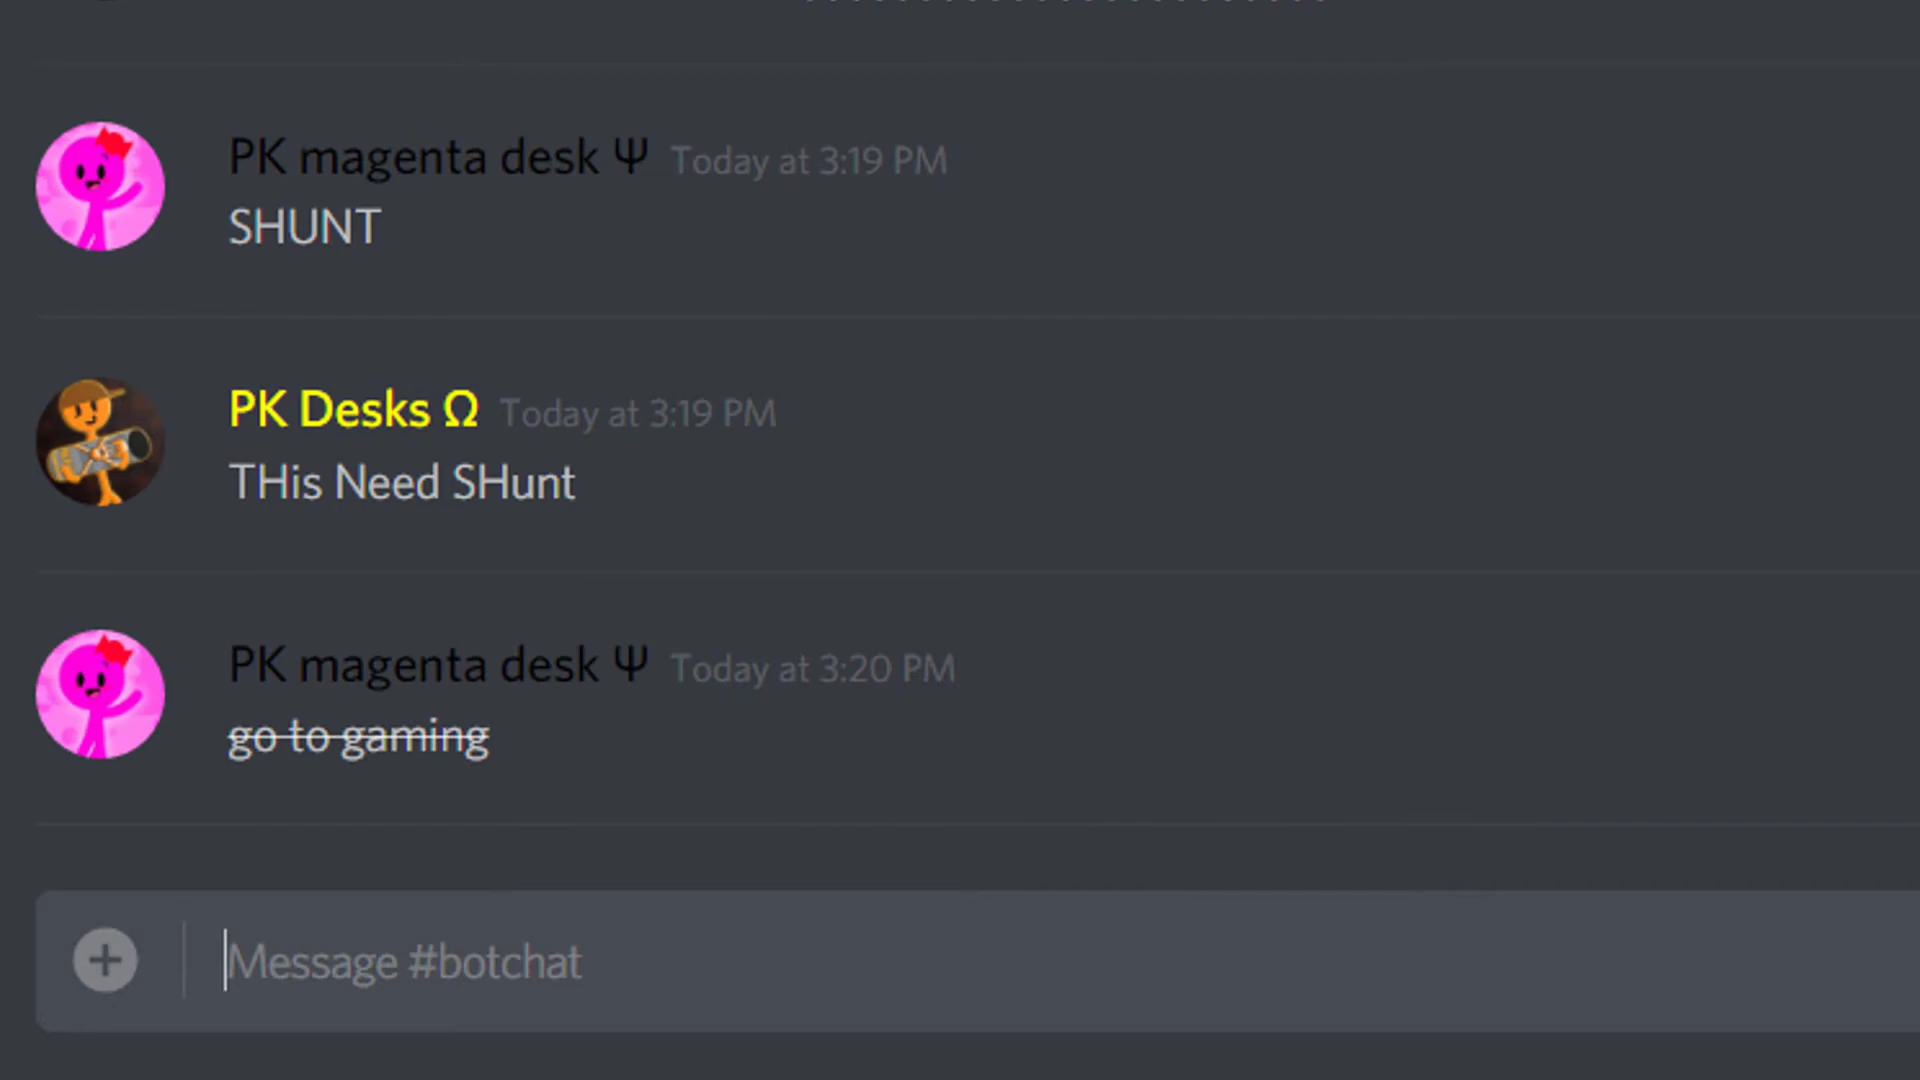 PK magenta desk Ψ Today at 3:19 PM
SHUNT
PK Desks Ω Today at 3:19 PM
THis Need SHunt
PK magenta desk Ψ Today at 3:20 PM
go to gaming
Message #botchat